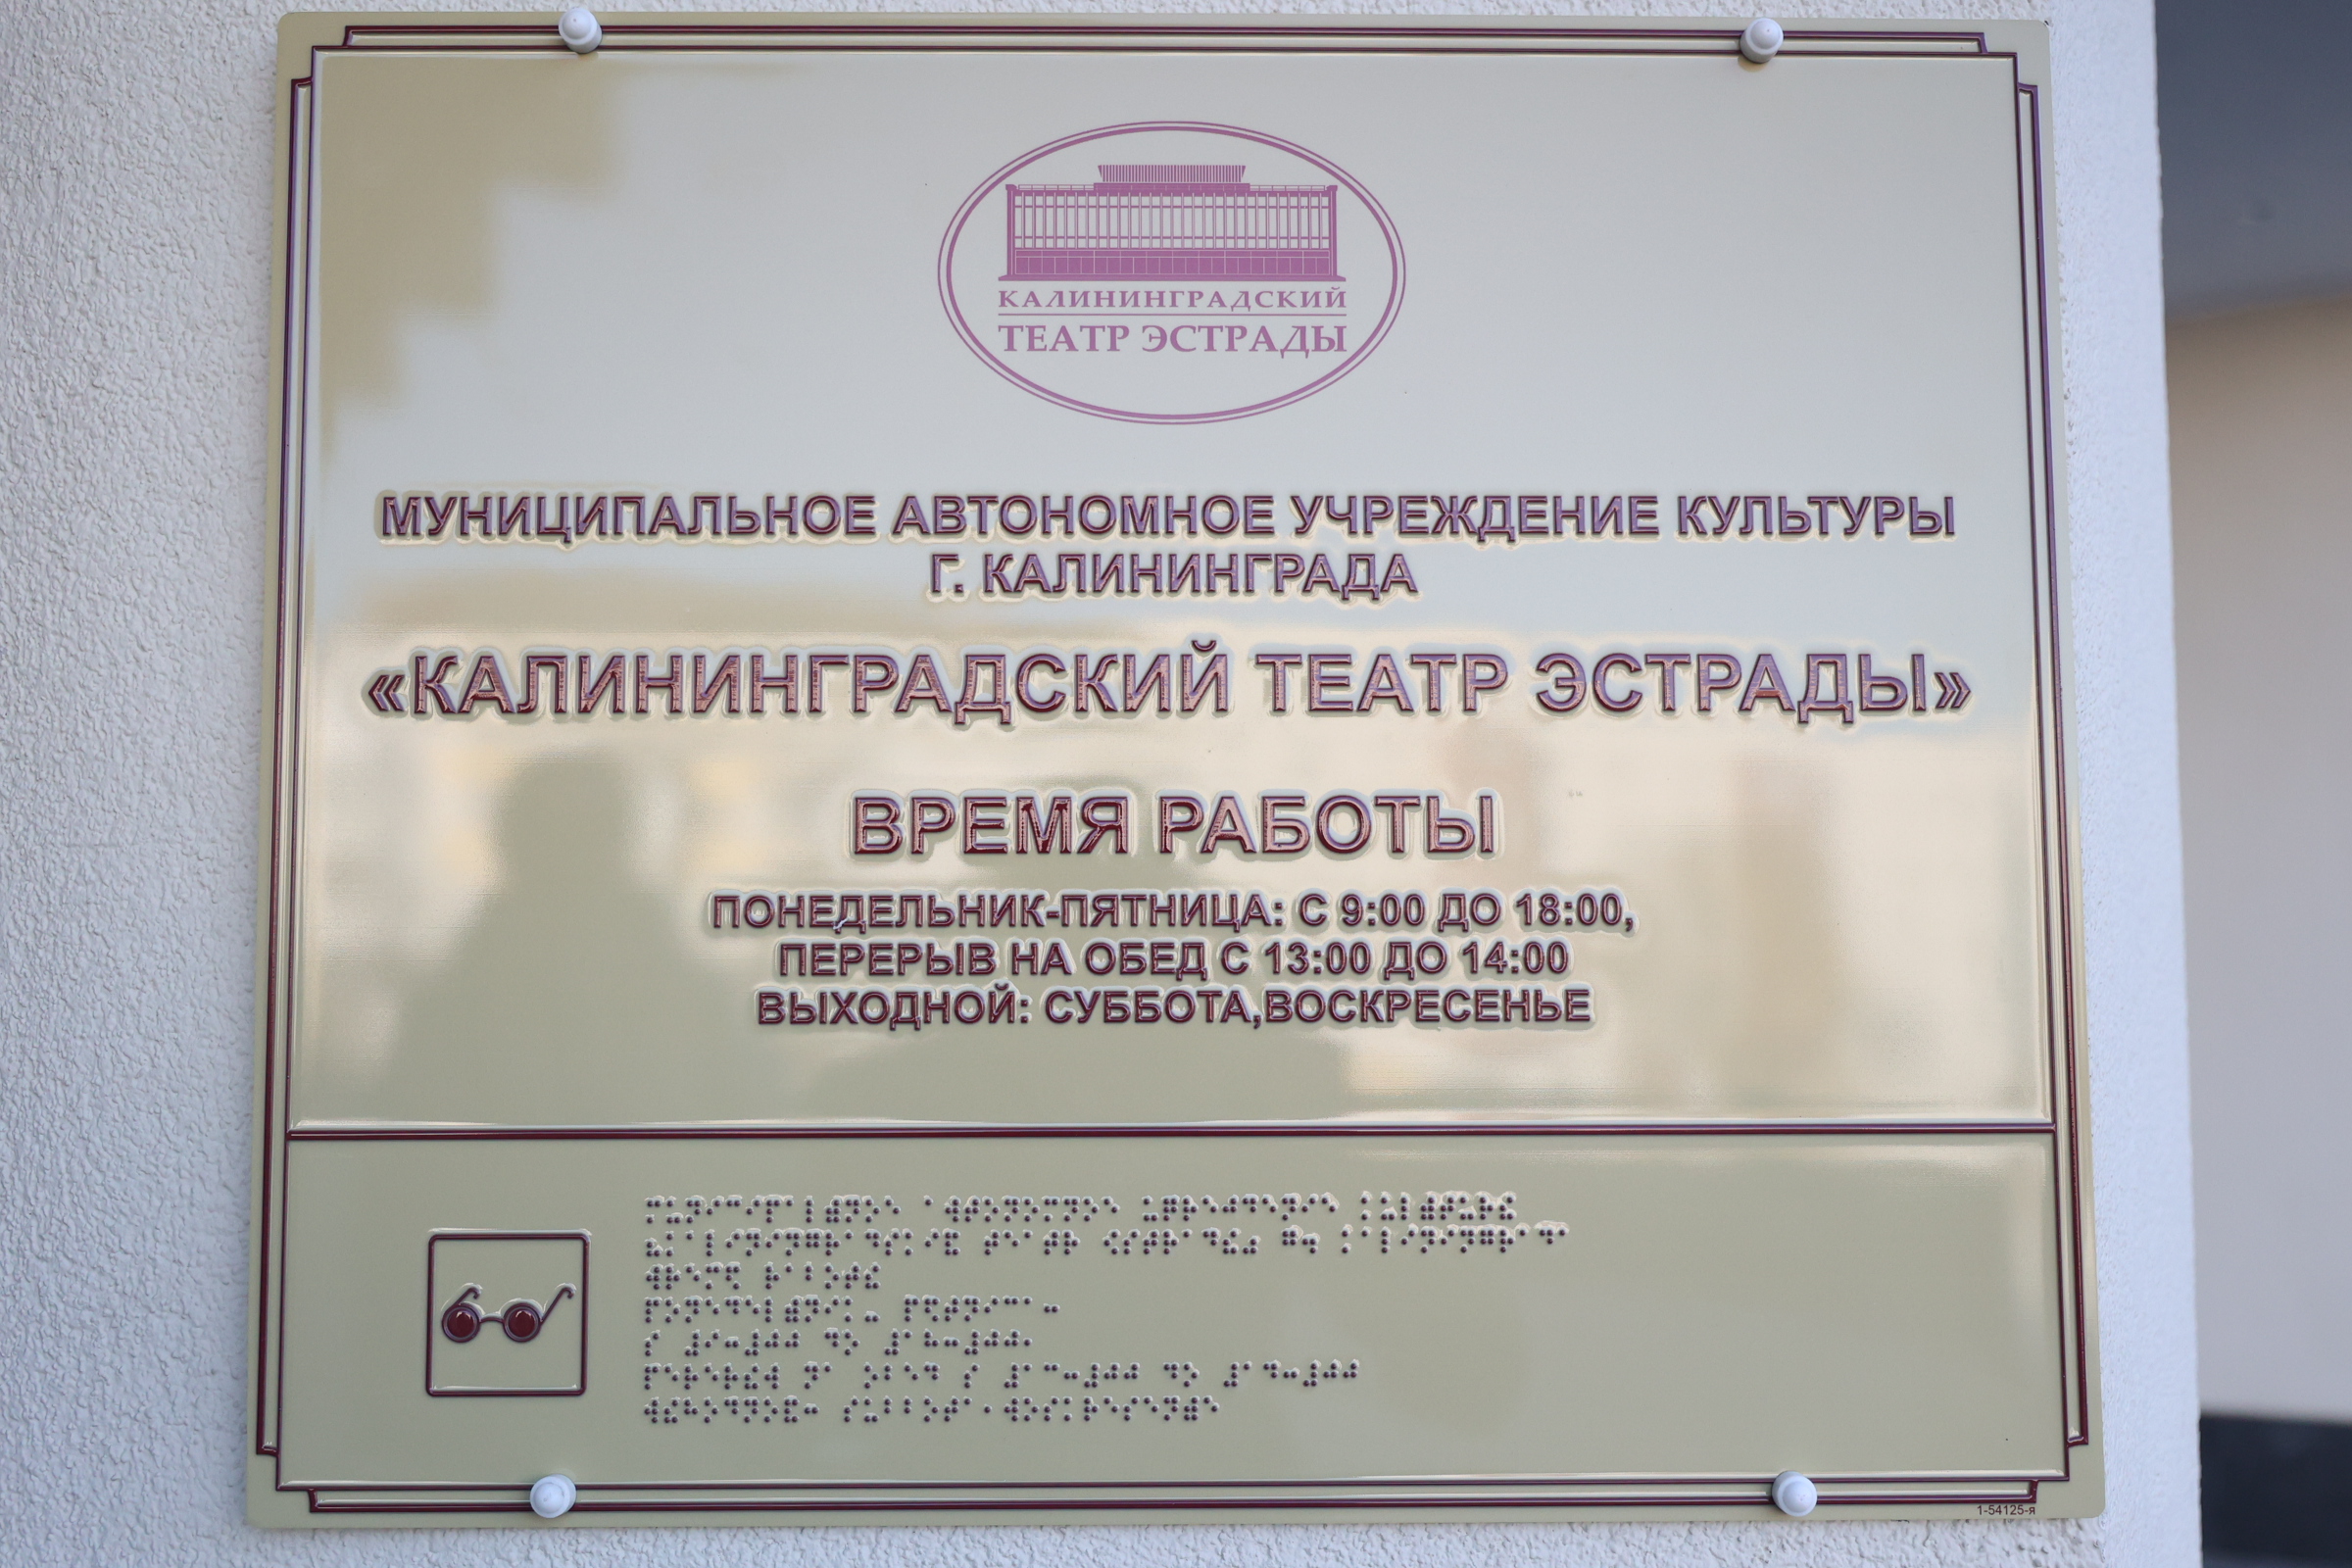 КАЛИНИНГРАДСКИЙ
ТЕАТР ЭСТРАДЫ
МУНИЦИПАЛЬНОЕ АВТОНОМНОЕ УЧРЕЖДЕНИЕ КУЛЬТУРЫ
Г. КАЛИНИНГРАДА
«КАЛИНИНГРАДСКИЙ ТЕАТР ЭСТРАДЫ»
ВРЕМЯ РАБОТЫ
ПОНЕДЕЛЬНИК-ПЯТНИЦА: С 9:00 ДО 18:00,
ПЕРЕРЫВ НА ОБЕД С 13:00 ДО 14:00
ВЫХОДНОЙ: СУББОТА,ВОСКРЕСЕНЬЕ
1-54125-я